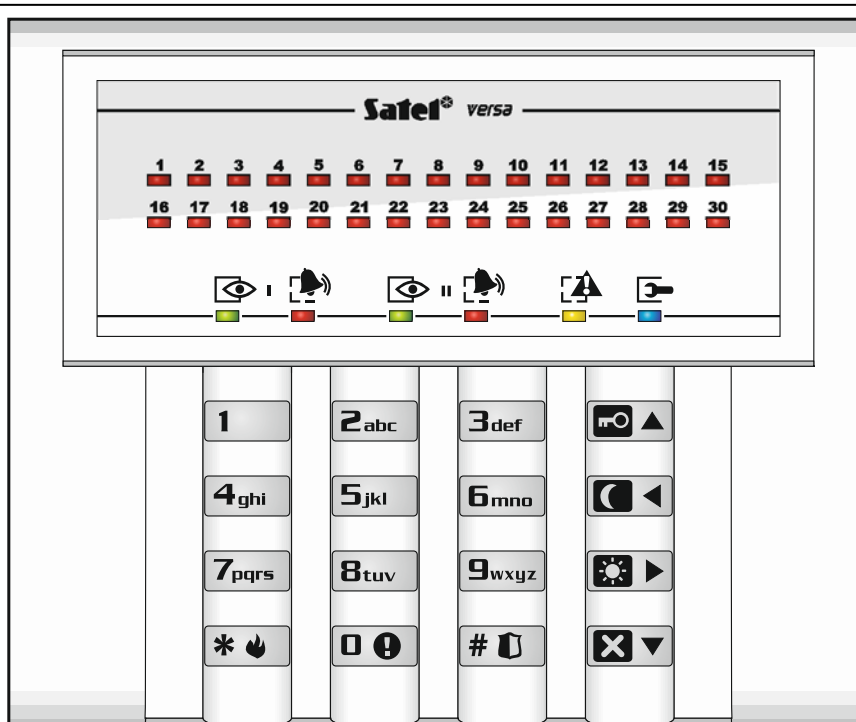 Satel versa
1 2 3 4 5 6 7 8 9 10 11 12 13 14 15
16 17 18 19 20 21 22 23 24 25 26 27 28 29 30
I II
1 2abc 3def
4ghi 5jkl 6mno
7pqrs 8tuv 9wxyz
* 0 #